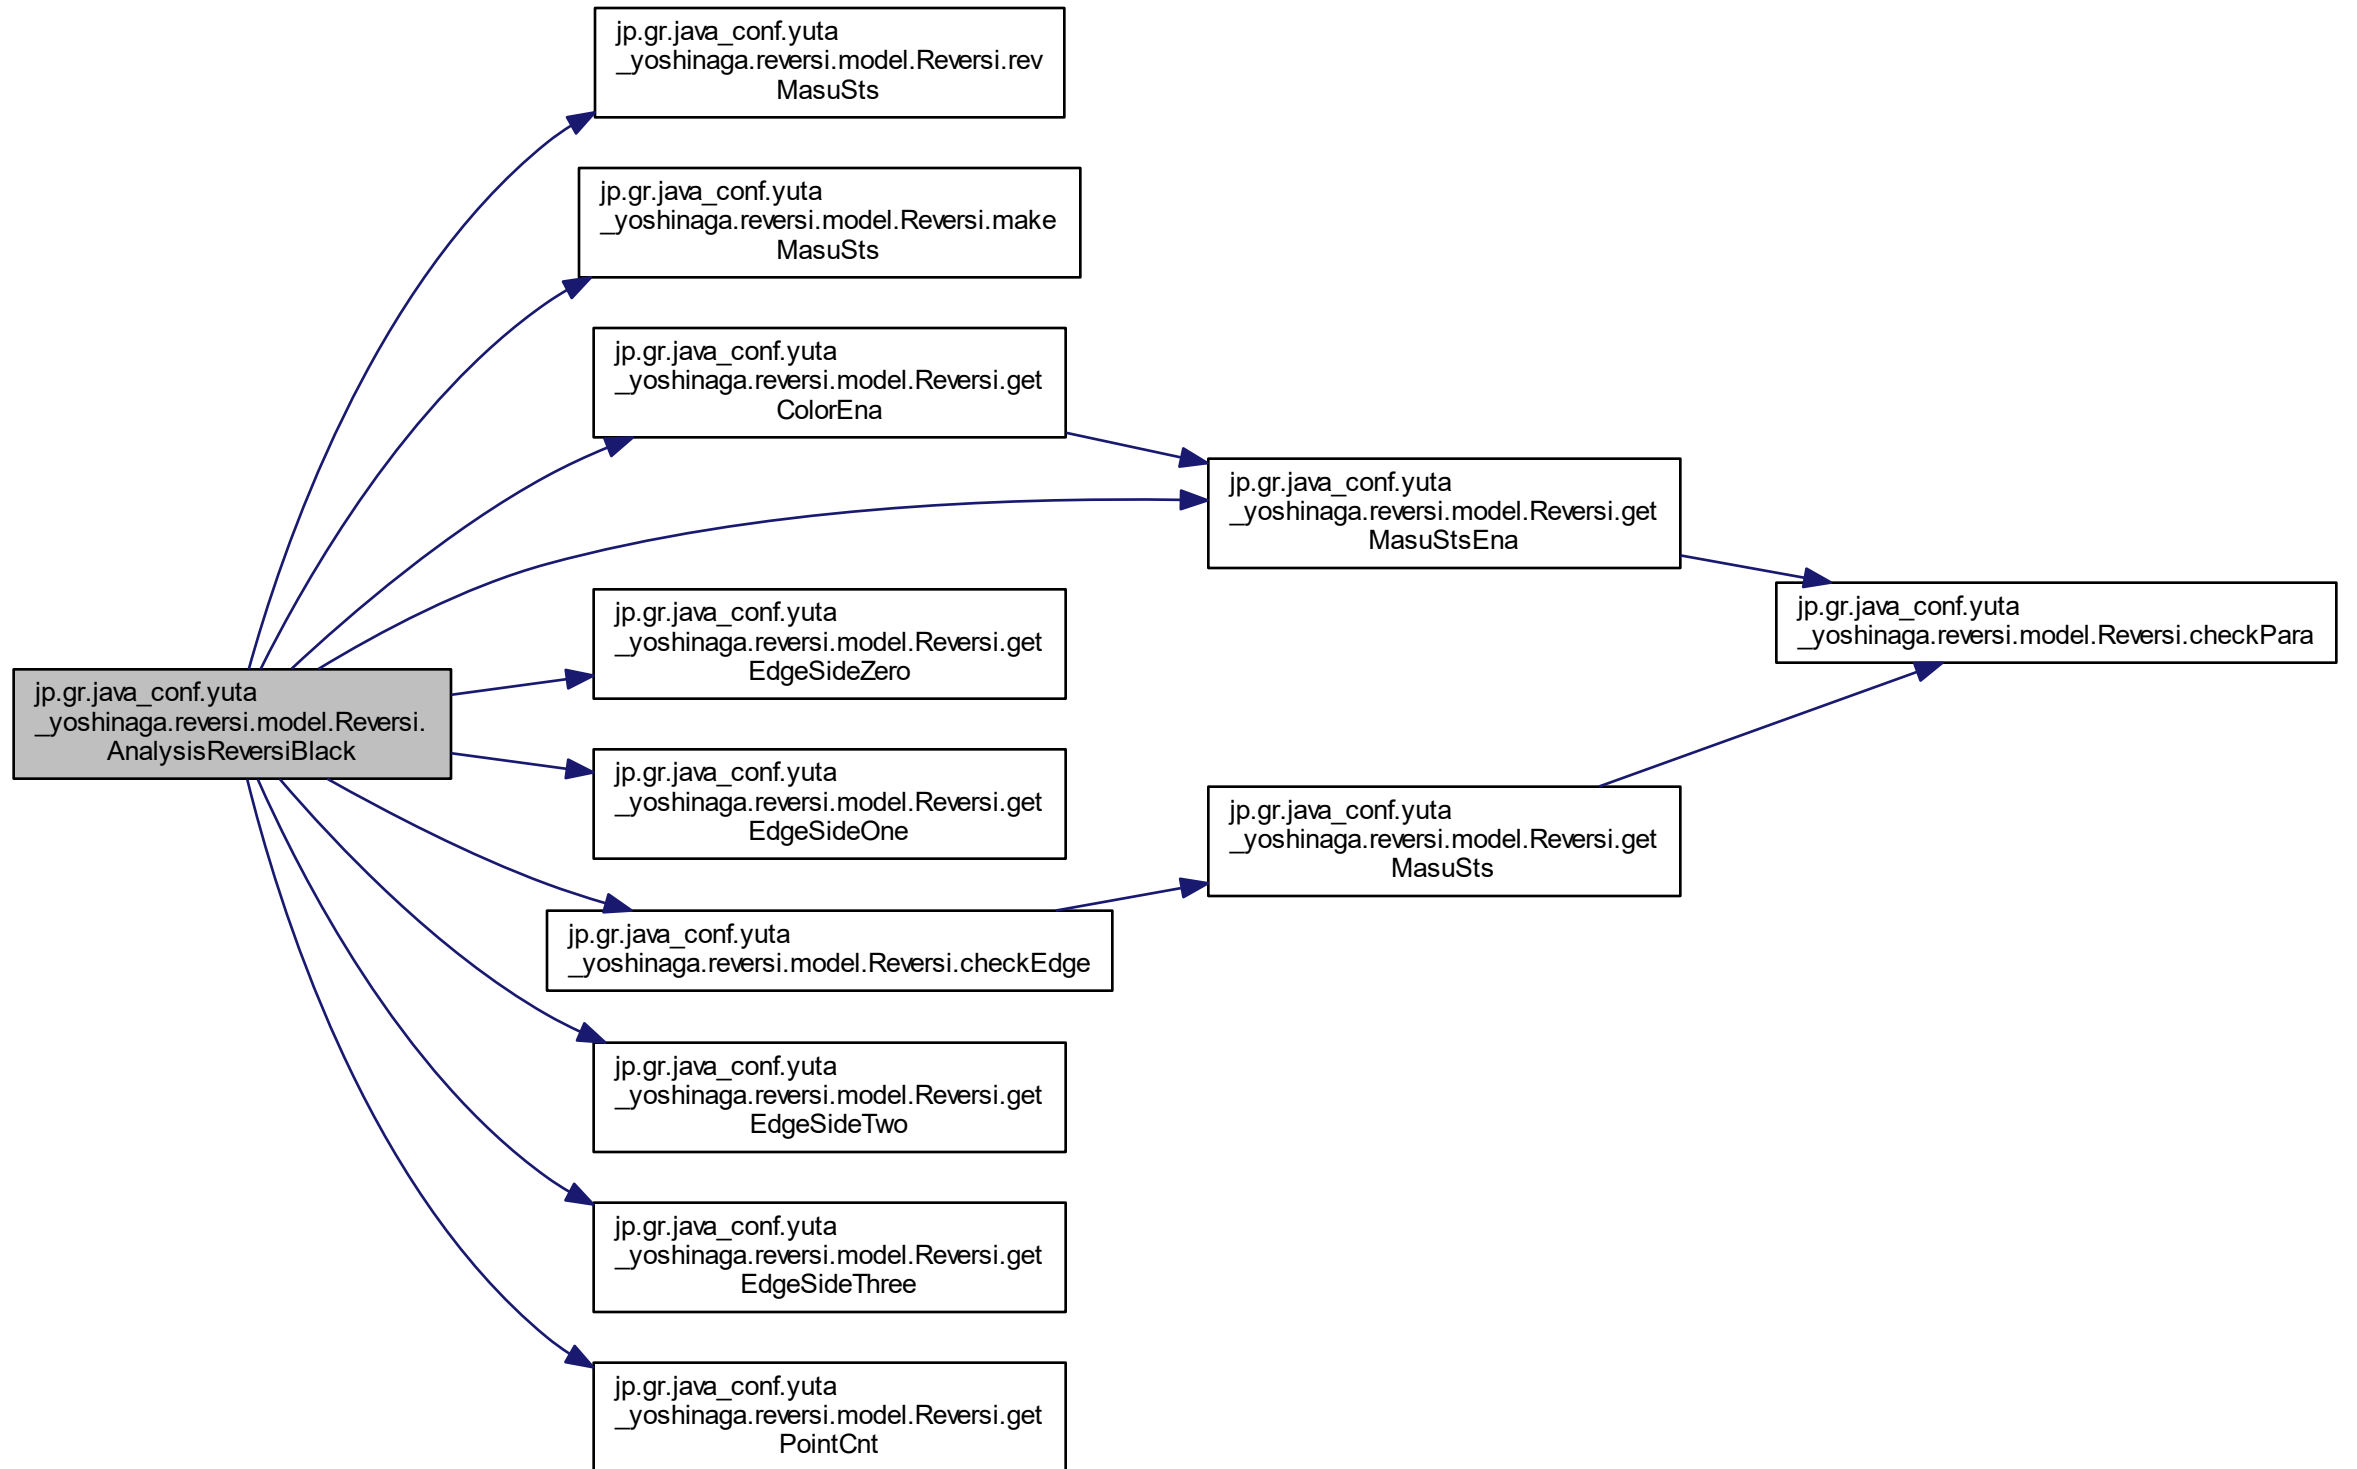 jp.gr.java_conf.yuta
_yoshinaga.reversi.model.Reversi.rev
MasuSts
jp.gr.java_conf.yuta
_yoshinaga.reversi.model.Reversi.make
MasuSts
jp.gr.java_conf.yuta
_yoshinaga.reversi.model.Reversi.get
ColorEna
jp.gr.java_conf.yuta
_yoshinaga.reversi.model.Reversi.get
MasuStsEna
jp.gr.java_conf.yuta
_yoshinaga.reversi.model.Reversi.get
EdgeSideZero
jp.gr.java_conf.yuta
_yoshinaga.reversi.model.Reversi.checkPara
jp.gr.java_conf.yuta
_yoshinaga.reversi.model.Reversi.
AnalysisReversiBlack
jp.gr.java_conf.yuta
_yoshinaga.reversi.model.Reversi.get
EdgeSideOne
jp.gr.java_conf.yuta
_yoshinaga.reversi.model.Reversi.get
MasuSts
jp.gr.java_conf.yuta
_yoshinaga.reversi.model.Reversi.checkEdge
jp.gr.java_conf.yuta
_yoshinaga.reversi.model.Reversi.get
EdgeSideTwo
jp.gr.java_conf.yuta
_yoshinaga.reversi.model.Reversi.get
EdgeSideThree
jp.gr.java_conf.yuta
_yoshinaga.reversi.model.Reversi.get
PointCnt